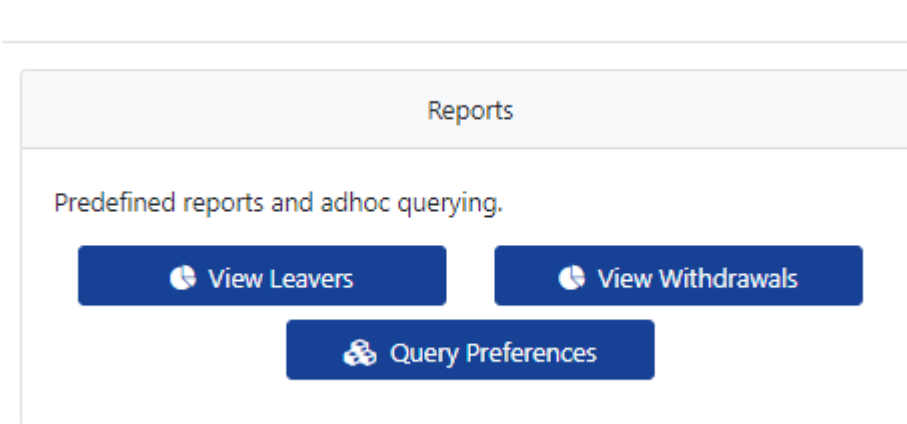 Reports
Predefined reports and adhoc querying.
View Leavers
View Withdrawals
Query Preferences